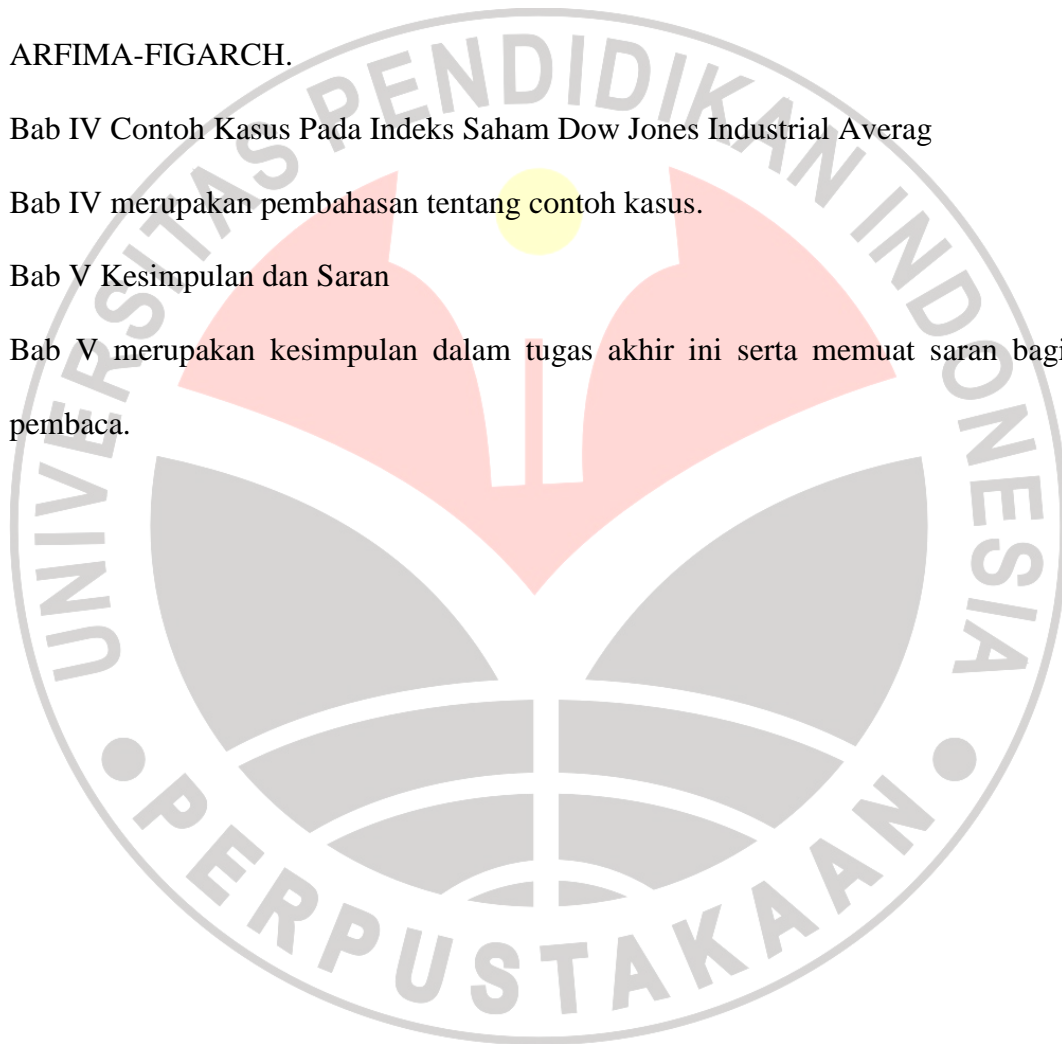 ARFIMA-FIGARCH.
Bab IV Contoh Kasus Pada Indeks Saham Dow Jones Industrial Averag
Bab IV merupakan pembahasan tentang contoh kasus.
Bab V Kesimpulan dan Saran
Bab V merupakan kesimpulan dalam tugas akhir ini serta memuat saran bagi
pembaca.
UNIVERSITAS PENDIDIKAN INDONESIA
PERPUSTAKAAN